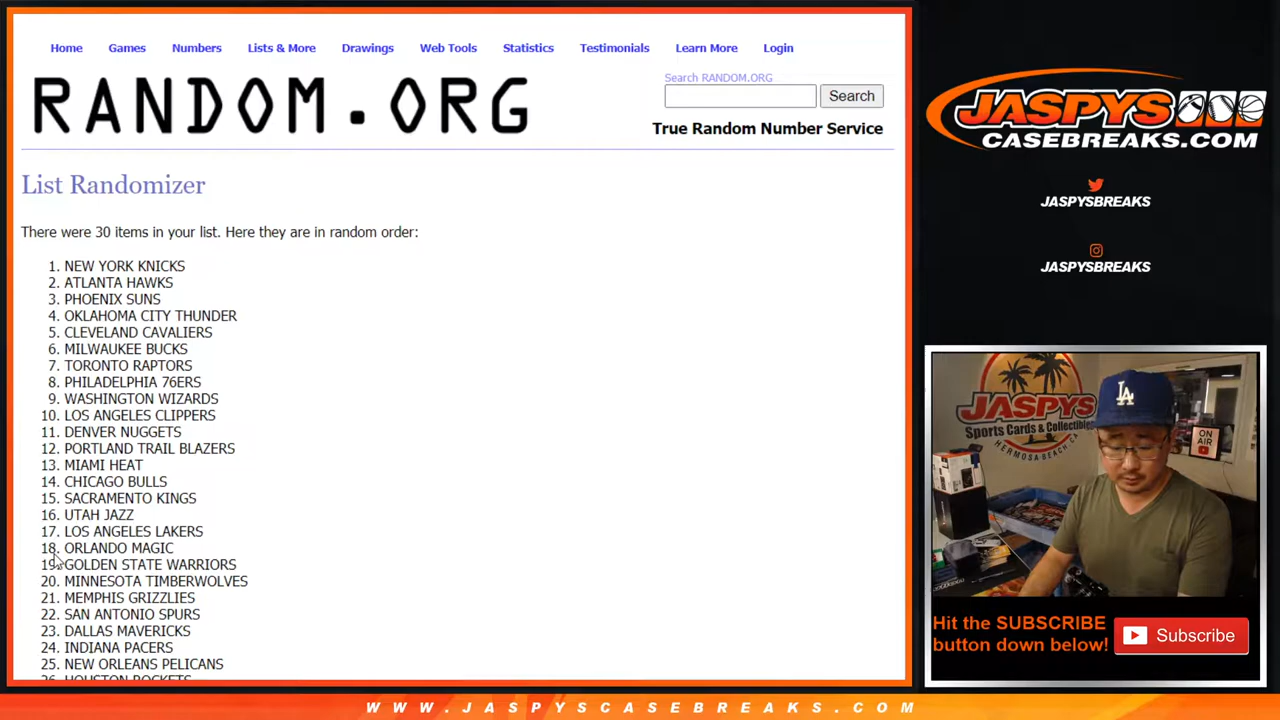 Home Games Numbers Lists & More Drawings Web Tools Statistics Testimonials Learn More Login
RANDOM.ORG
Search RANDOM.ORG
Search
True Random Number Service
List Randomizer
There were 30 items in your list. Here they are in random order:
1. NEW YORK KNICKS
2. ATLANTA HAWKS
3. PHOENIX SUNS
4. OKLAHOMA CITY THUNDER
5. CLEVELAND CAVALIERS
6. MILWAUKEE BUCKS
7. TORONTO RAPTORS
8. PHILADELPHIA 76ERS
9. WASHINGTON WIZARDS
10. LOS ANGELES CLIPPERS
11. DENVER NUGGETS
12. PORTLAND TRAIL BLAZERS
13. MIAMI HEAT
14. CHICAGO BULLS
15. SACRAMENTO KINGS
16. UTAH JAZZ
17. LOS ANGELES LAKERS
18. ORLANDO MAGIC
19. GOLDEN STATE WARRIORS
20. MINNESOTA TIMBERWOLVES
21. MEMPHIS GRIZZLIES
22. SAN ANTONIO SPURS
23. DALLAS MAVERICKS
24. INDIANA PACERS
25. NEW ORLEANS PELICANS
26. HOUSTON ROCKETS
JASPYS
CASEBREAKS.COM
JASPYSBREAKS
JASPYSBREAKS
JASPYS
Sports Cards & Collectibles
HERMOSA BEACH, CA
LA
ON
AIR
Hit the SUBSCRIBE
button down below!
Subscribe
WWW.JASPYSCASEBREAKS.COM